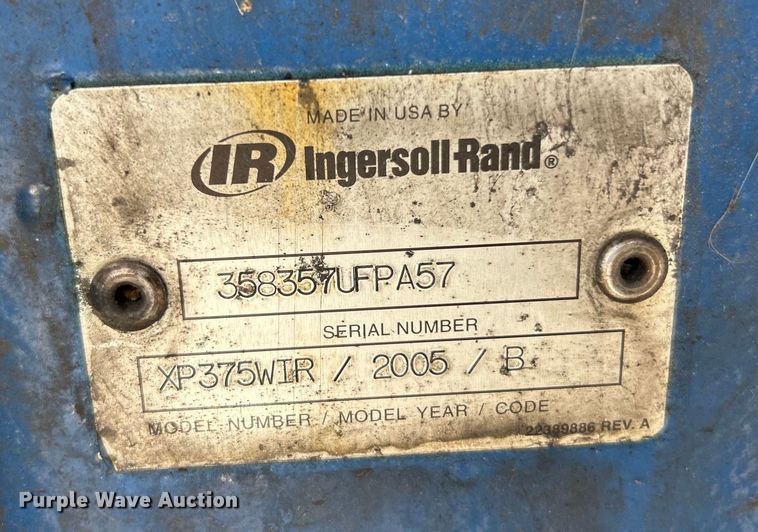 MADE IN USA BY
IR Ingersoll-Rand®
358357UFPA57
SERIAL NUMBER
XP375WIR / 2005 / B
MODEL NUMBER / MODEL YEAR / CODE
22389886 REV. A
Purple Wave Auction